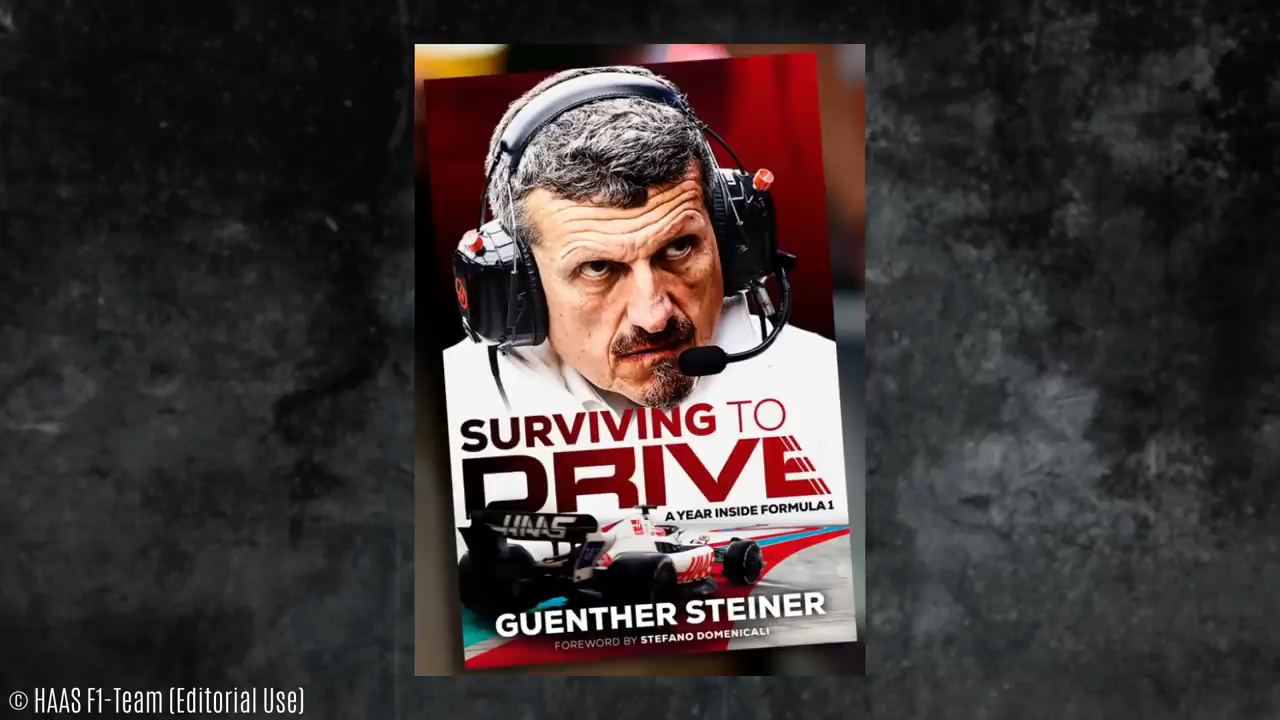 SURVIVING TO
DRIVE
A YEAR INSIDE FORMULA 1
HAAS
HAAS
GUENTHER STEINER
FOREWORD BY STEFANO DOMENICALI
© HAAS F1-Team (Editorial Use)